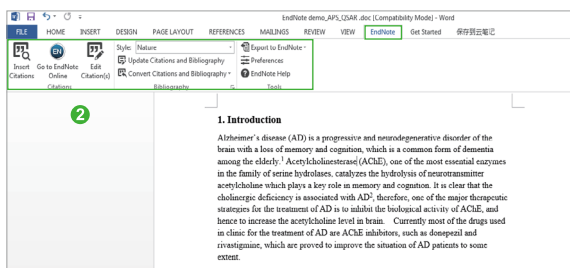 EndNote demo_APS_QSAR .doc [Compatibility Mode] - Word
FILE HOME INSERT DESIGN PAGE LAYOUT REFERENCES MAILINGS REVIEW VIEW EndNote Get Started 保存到云笔记
Insert Citations
Go to EndNote Online
Edit Citation(s)
Citations
Style: Nature
Update Citations and Bibliography
Convert Citations and Bibliography
Bibliography
Export to EndNote
Preferences
EndNote Help
Tools
2
1. Introduction
Alzheimer's disease (AD) is a progressive and neurodegenerative disorder of the
brain with a loss of memory and cognition, which is a common form of dementia
among the elderly.1 Acetylcholinesterase (AChE), one of the most essential enzymes
in the family of serine hydrolases, catalyzes the hydrolysis of neurotransmitter
acetylcholine which plays a key role in memory and cognition. It is clear that the
cholinergic deficiency is associated with AD2, therefore, one of the major therapeutic
strategies for the treatment of AD is to inhibit the biological activity of AChE, and
hence to increase the acetylcholine level in brain. Currently most of the drugs used
in clinic for the treatment of AD are AChE inhibitors, such as donepezil and
rivastigmine, which are proved to improve the situation of AD patients to some
extent.